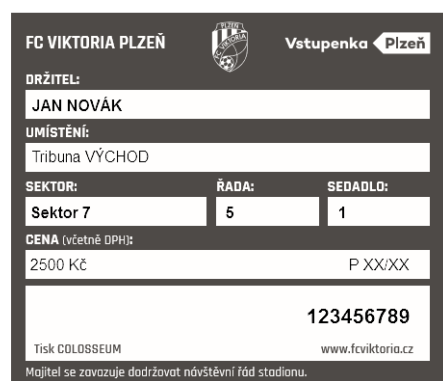 FC VIKTORIA PLZEŇ
PLZEŇ
VIKTORIA
Vstupenka Plzeň
DRŽITEL:
JAN NOVÁK
UMÍSTĚNÍ:
Tribuna VÝCHOD
SEKTOR: ŘADA: SEDADLO:
Sektor 7 5 1
CENA (včetně DPH):
2500 Kč P XX/XX
123456789
Tisk COLOSSEUM www.fcviktoria.cz
Majitel se zavazuje dodržovat návštěvní řád stadionu.